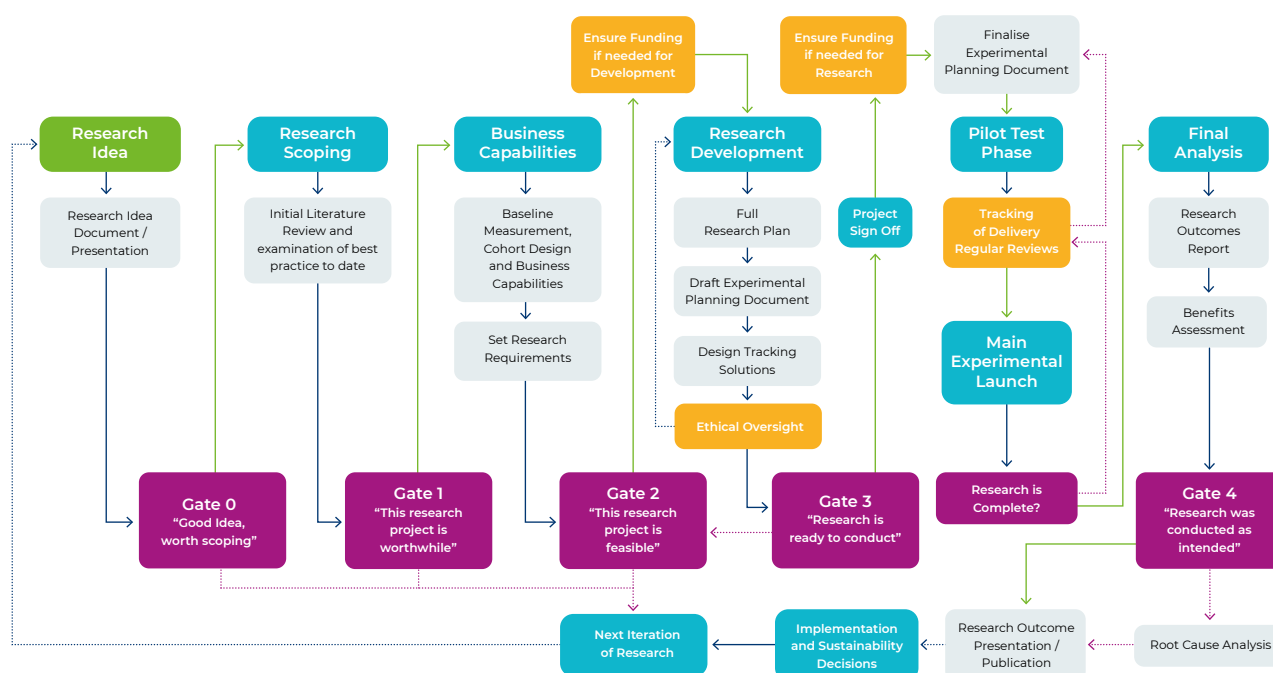 Ensure Funding
if needed for
Development
Ensure Funding
if needed for
Research
Finalise
Experimental
Planning Document
Research
Idea
Research
Scoping
Business
Capabilities
Research
Development
Pilot Test
Phase
Final
Analysis
Research Idea
Document /
Presentation
Initial Literature
Review and
examination of best
practice to date
Baseline
Measurement,
Cohort Design
and Business
Capabilities
Set Research
Requirements
Full
Research Plan
Draft Experimental
Planning Document
Design Tracking
Solutions
Ethical Oversight
Project
Sign Off
Tracking
of Delivery
Regular Reviews
Main
Experimental
Launch
Research
Outcomes
Report
Benefits
Assessment
Gate 0
“Good Idea,
worth scoping”
Gate 1
“This research
project is
worthwhile”
Gate 2
“This research
project is
feasible”
Gate 3
“Research is
ready to conduct”
Research is
Complete?
Gate 4
“Research was
conducted as
intended”
Next Iteration
of Research
Implementation
and Sustainability
Decisions
Research Outcome
Presentation /
Publication
Root Cause Analysis